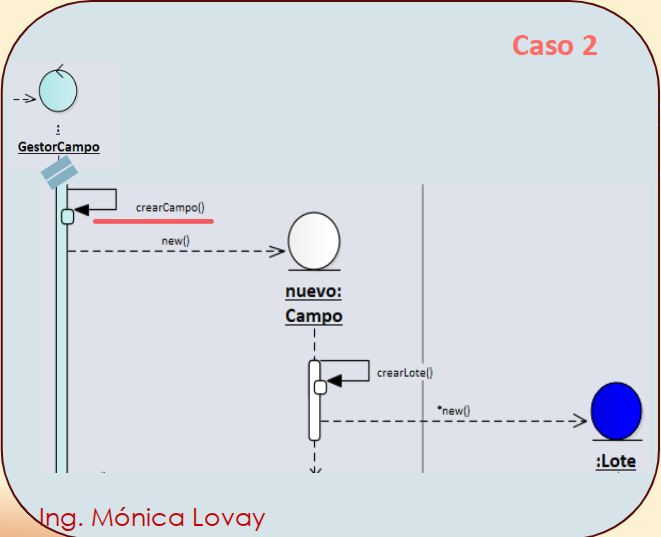 Caso 2
:
GestorCampo
crearCampo()
new()
nuevo:
Campo
crearLote()
*new()
:Lote
Ing. Mónica Lovay